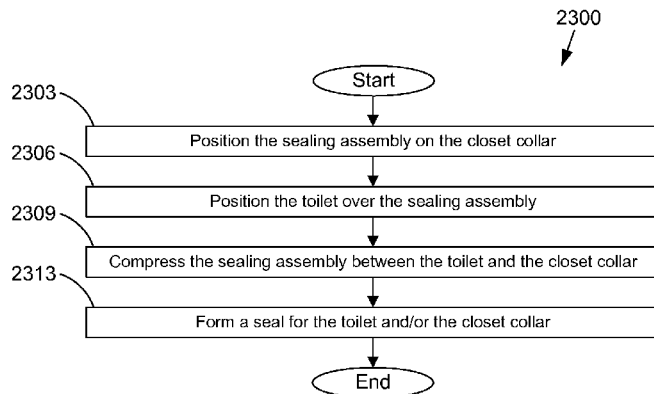 2300
Start
2303
Position the sealing assembly on the closet collar
2306
Position the toilet over the sealing assembly
2309
Compress the sealing assembly between the toilet and the closet collar
2313
Form a seal for the toilet and/or the closet collar
End